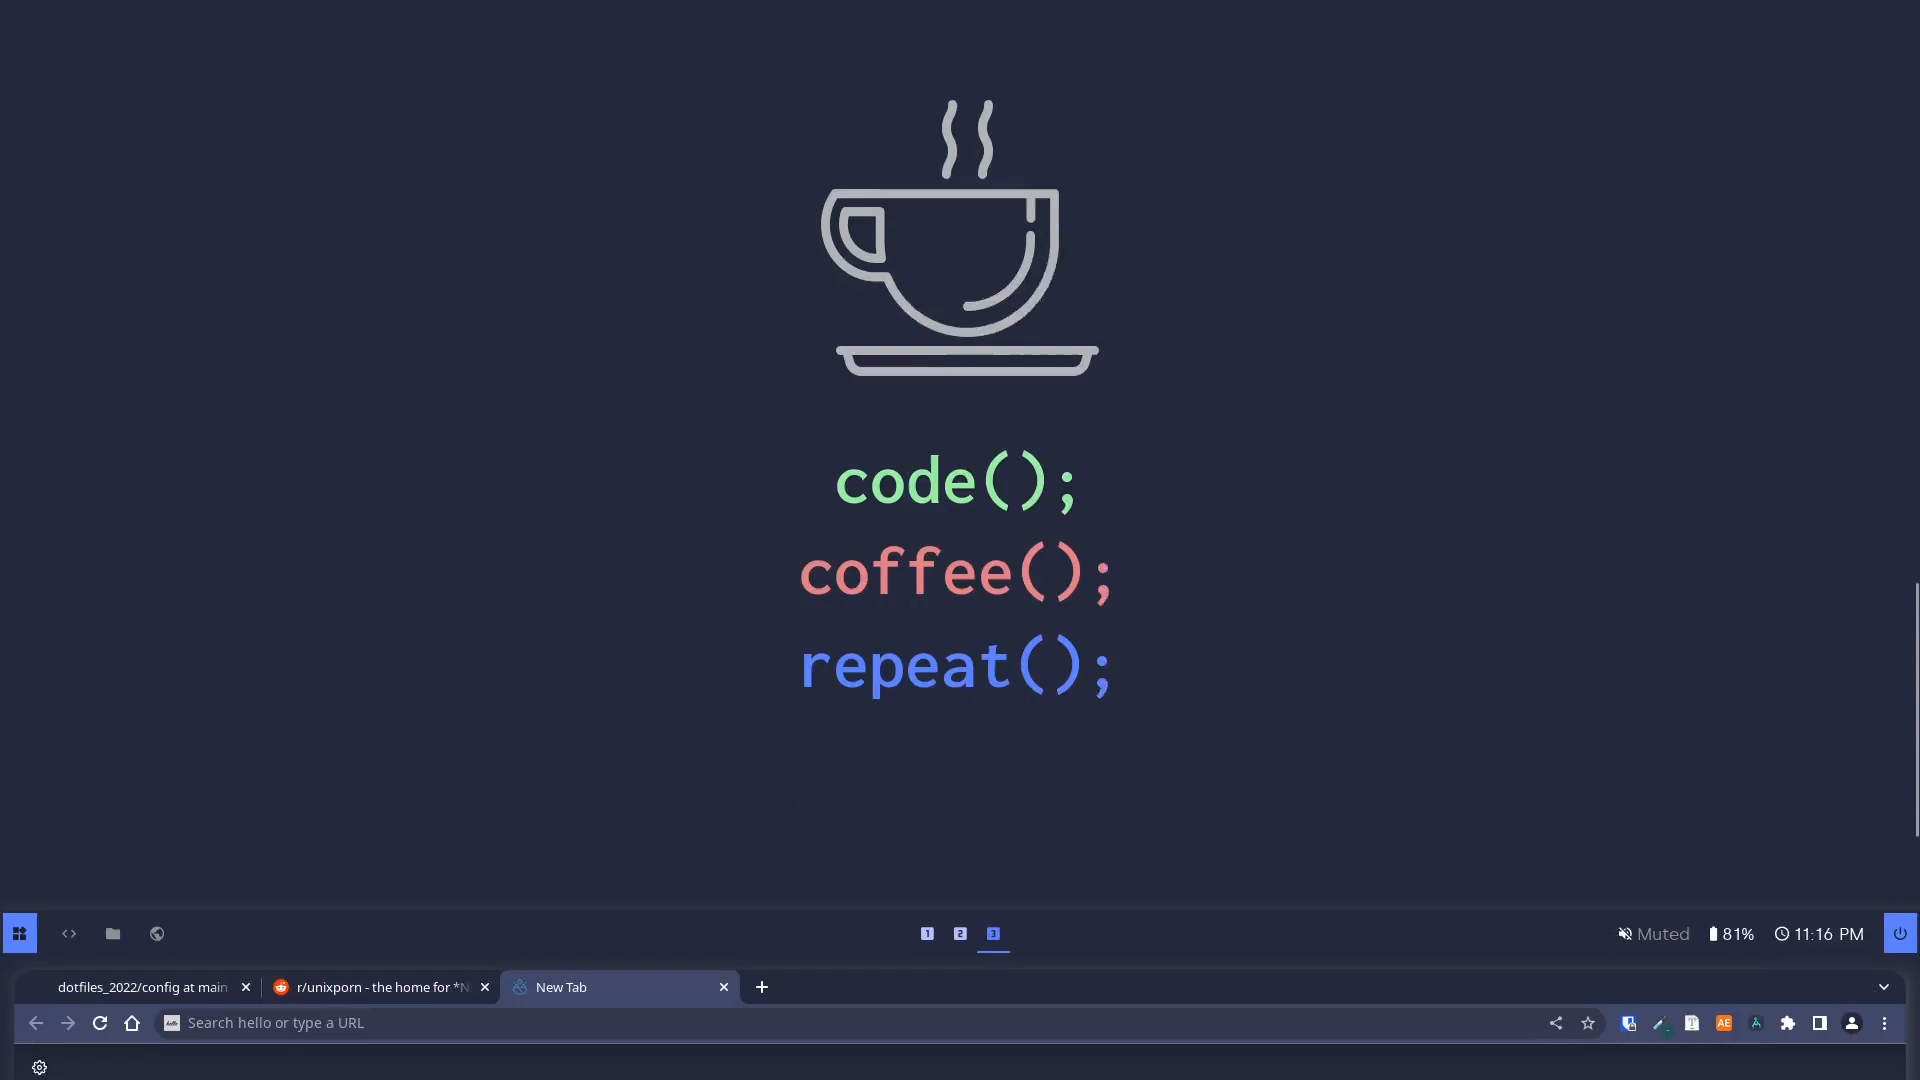 code();
coffee();
repeat();
1 2 3
Muted 81% 11:16 PM
dotfiles_2022/config at main
r/unixporn - the home for *N
New Tab
Search hello or type a URL
AE